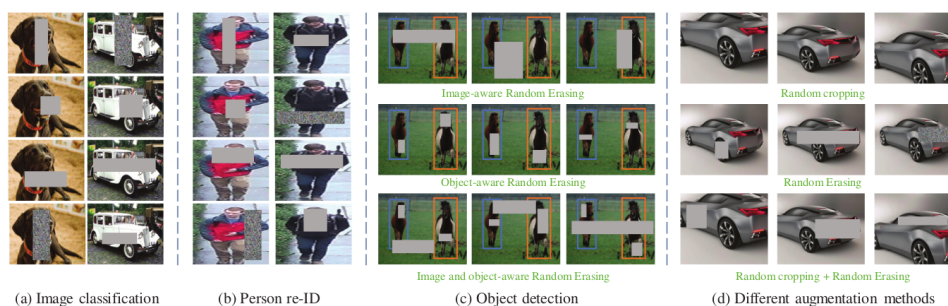 Image-aware Random Erasing
Random cropping
Object-aware Random Erasing
Random Erasing
Image and object-aware Random Erasing
Random cropping + Random Erasing
(a) Image classification
(b) Person re-ID
(c) Object detection
(d) Different augmentation methods